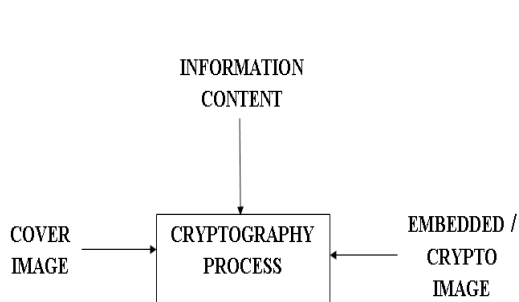 INFORMATION
CONTENT
COVER
IMAGE
CRYPTOGRAPHY
PROCESS
EMBEDDED /
CRYPTO
IMAGE